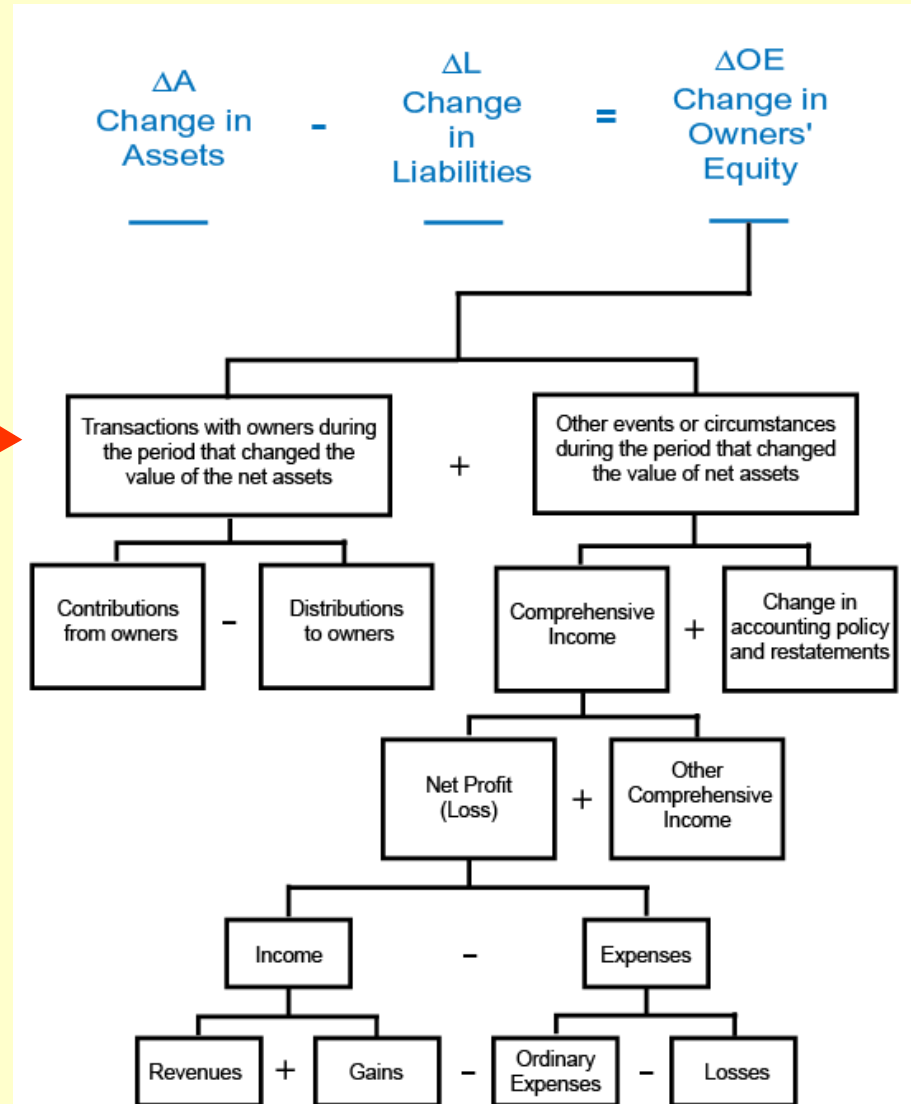 ΔA
Change in
Assets
-
ΔL
Change
in
Liabilities
=
ΔOE
Change in
Owners'
Equity
Transactions with owners during
the period that changed the
value of the net assets
+
Other events or circumstances
during the period that changed
the value of net assets
Contributions
from owners
-
Distributions
to owners
Comprehensive
Income
+
Change in
accounting policy
and restatements
Net Profit
(Loss)
+
Other
Comprehensive
Income
Income
-
Expenses
Revenues
+
Gains
-
Ordinary
Expenses
-
Losses